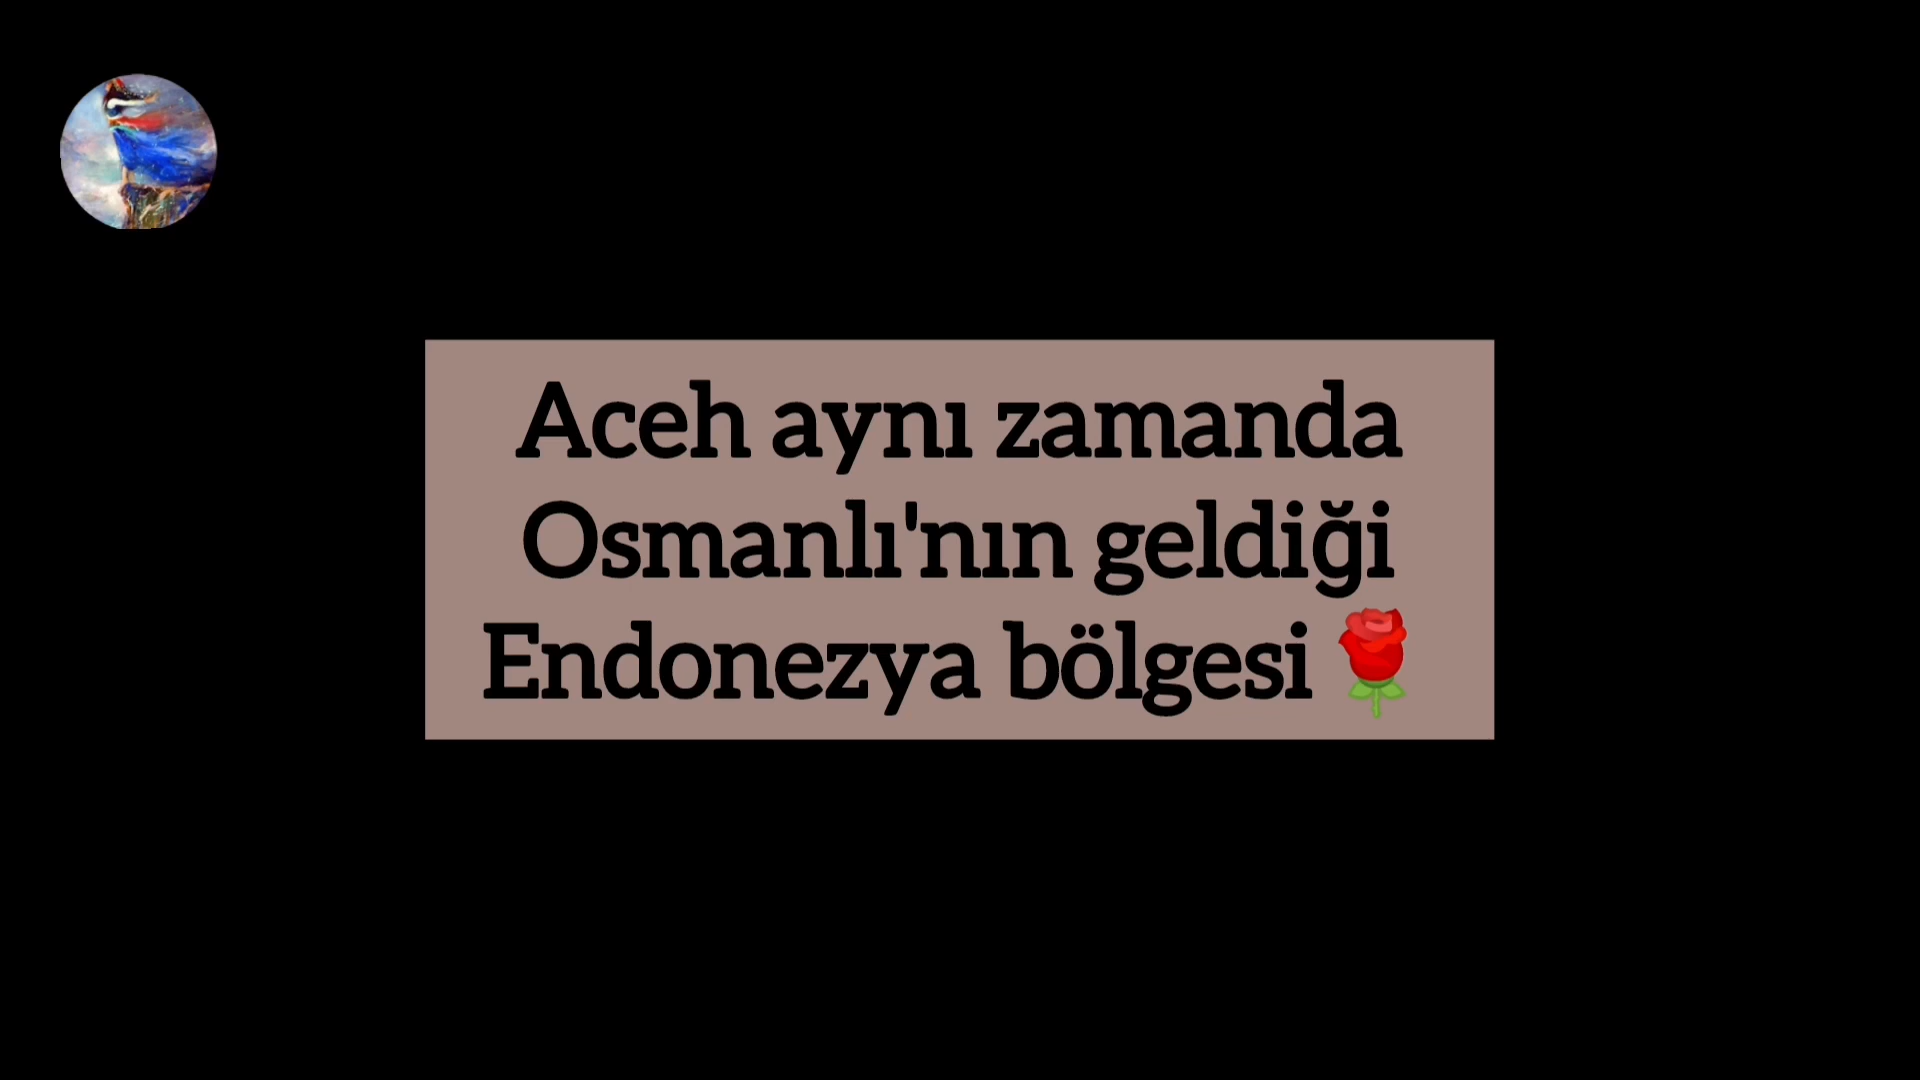 Aceh aynı zamanda
Osmanlı'nın geldiği
Endonezya bölgesi🌹